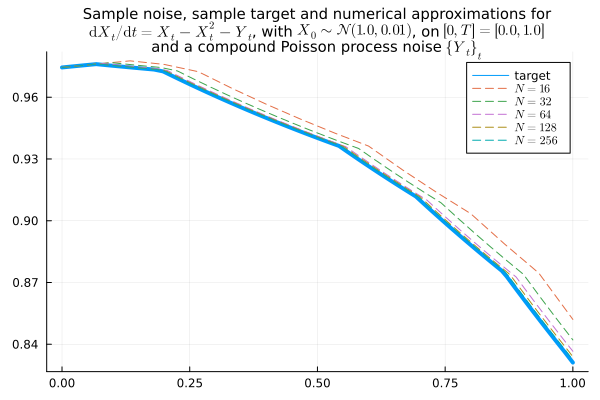 Sample noise, sample target and numerical approximations for
dX_t/dt = X_t − X_t^2 − Y_t, with X_0 ∼ 𝒩(1.0, 0.01), on [0, T] = [0.0, 1.0]
and a compound Poisson process noise {Y_t}_t
target
N = 16
N = 32
N = 64
N = 128
N = 256
0.96
0.93
0.90
0.87
0.84
0.00 0.25 0.50 0.75 1.00